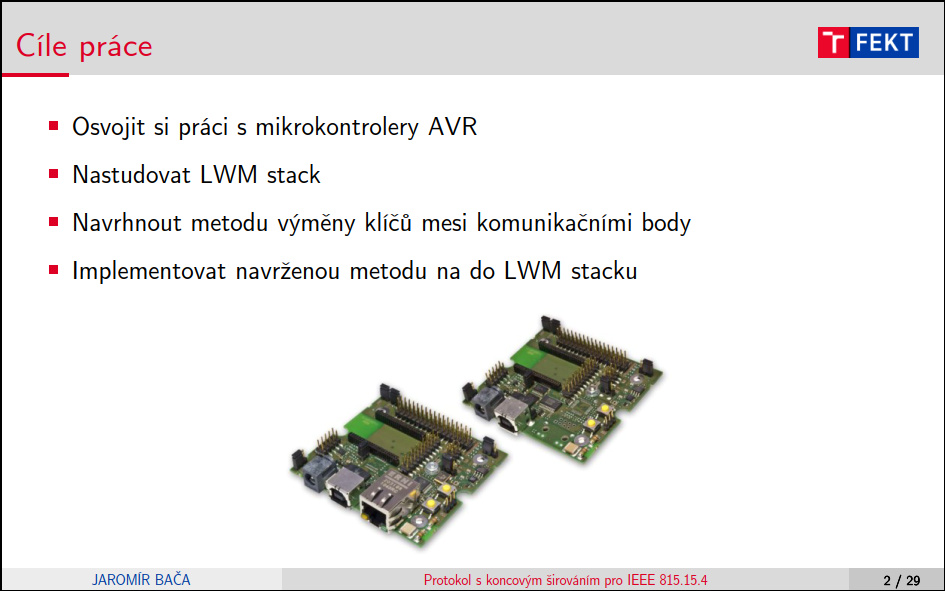 Cíle práce
T FEKT
Osvojit si práci s mikrokontrolery AVR
Nastudovat LWM stack
Navrhnout metodu výměny klíčů mesi komunikačními body
Implementovat navrženou metodu na do LWM stacku
JAROMÍR BAČA
Protokol s koncovým šírováním pro IEEE 815.15.4
2 / 29